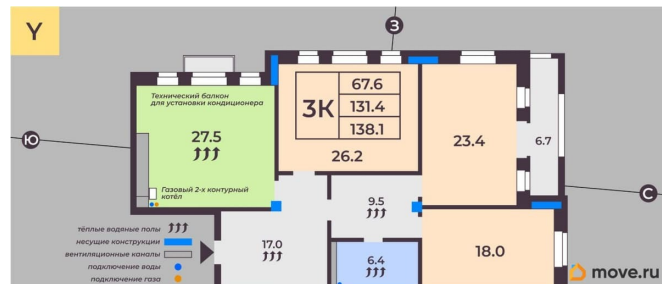 Y
З
Технический балкон
для установки кондиционера
27.5
3К
67.6
131.4
138.1
26.2
23.4
6.7
Ю
С
Газовый 2-х контурный
котёл
9.5
тёплые водяные полы
несущие конструкции
вентиляционные каналы
подключение воды
подключение газа
17.0
6.4
18.0
move.ru